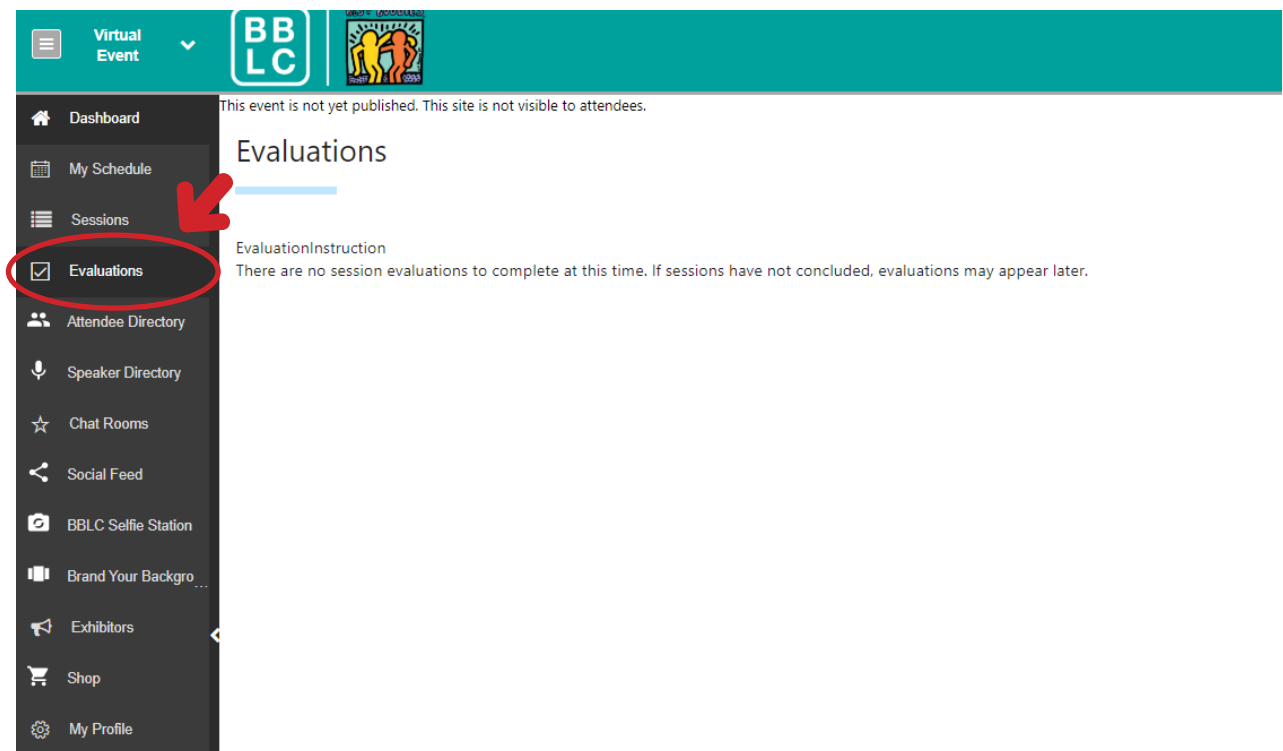 Virtual
Event
BB
LC
BEST BUDDIES
This event is not yet published. This site is not visible to attendees.
Dashboard
My Schedule
Sessions
Evaluations
Attendee Directory
Speaker Directory
Chat Rooms
Social Feed
BBLC Selfie Station
Brand Your Backgro...
Exhibitors
Shop
My Profile
Evaluations
EvaluationInstruction
There are no session evaluations to complete at this time. If sessions have not concluded, evaluations may appear later.